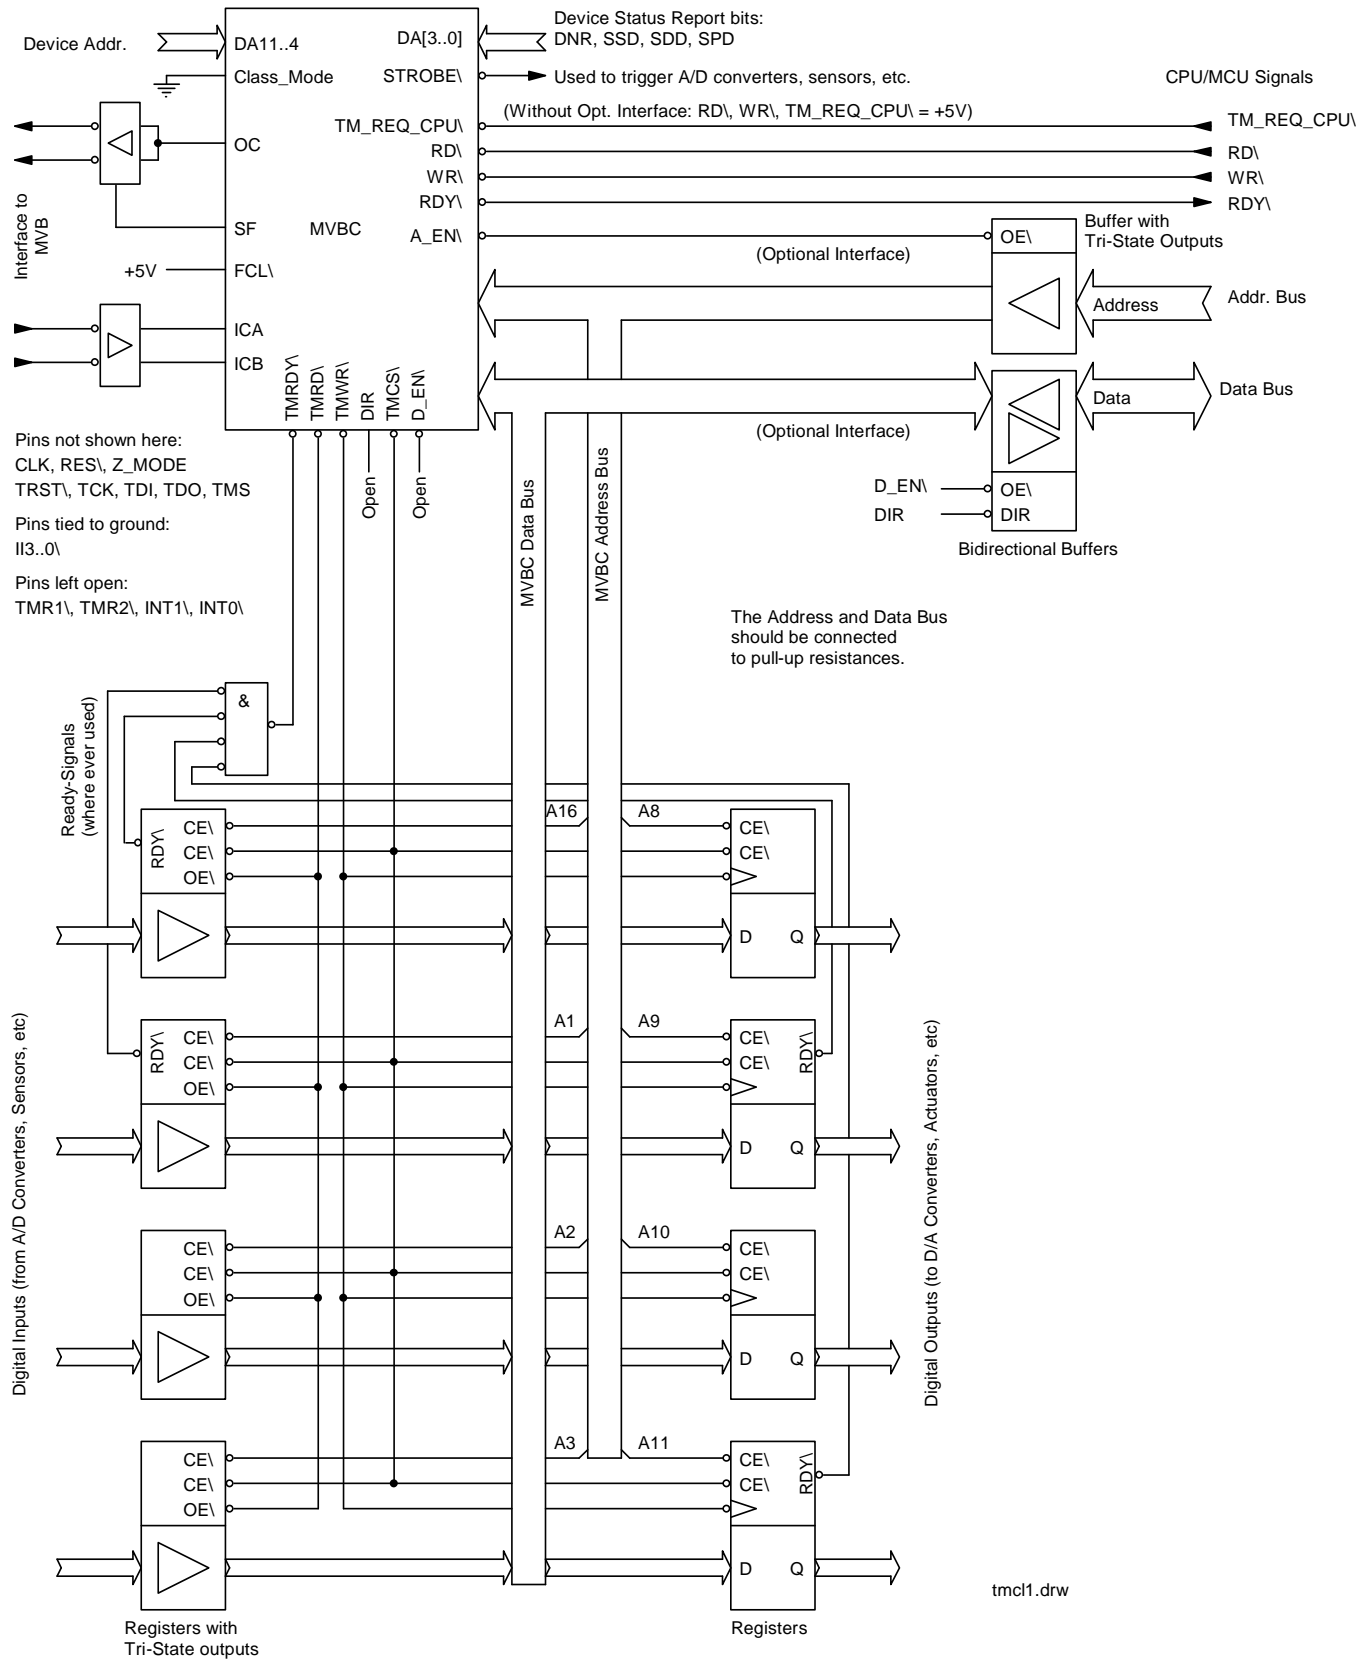 Device Status Report bits:
DNR, SSD, SDD, SPD
Device Addr.
DA11..4
DA[3..0]
Class_Mode
STROBE\
Used to trigger A/D converters, sensors, etc.
CPU/MCU Signals
(Without Opt. Interface: RD\, WR\, TM_REQ_CPU\ = +5V)
TM_REQ_CPU\
TM_REQ_CPU\
OC
RD\
RD\
WR\
WR\
RDY\
RDY\
Interface to
MVB
SF
MVBC
A_EN\
OE\
Buffer with
Tri-State Outputs
(Optional Interface)
+5V
FCL\
Address
Addr. Bus
ICA
ICB
TMRDY\
TMRD\
TMWR\
DIR
TMCS\
D_EN\
Data
Data Bus
(Optional Interface)
Pins not shown here:
CLK, RES\, Z_MODE
TRST\, TCK, TDI, TDO, TMS
Pins tied to ground:
II3..0\
Pins left open:
TMR1\, TMR2\, INT1\, INT0\
Open
Open
MVBC Data Bus
MVBC Address Bus
D_EN\
OE\
DIR
DIR
Bidirectional Buffers
The Address and Data Bus
should be connected
to pull-up resistances.
&
Ready-Signals
(where ever used)
A16
A8
RDY\
CE\
CE\
OE\
CE\
CE\
D
Q
A1
A9
RDY\
CE\
CE\
OE\
CE\
CE\
RDY\
D
Q
Digital Inputs (from A/D Converters, Sensors, etc)
Digital Outputs (to D/A Converters, Actuators, etc)
A2
A10
CE\
CE\
OE\
CE\
CE\
D
Q
A3
A11
CE\
CE\
OE\
CE\
CE\
RDY\
D
Q
tmcl1.drw
Registers with
Tri-State outputs
Registers